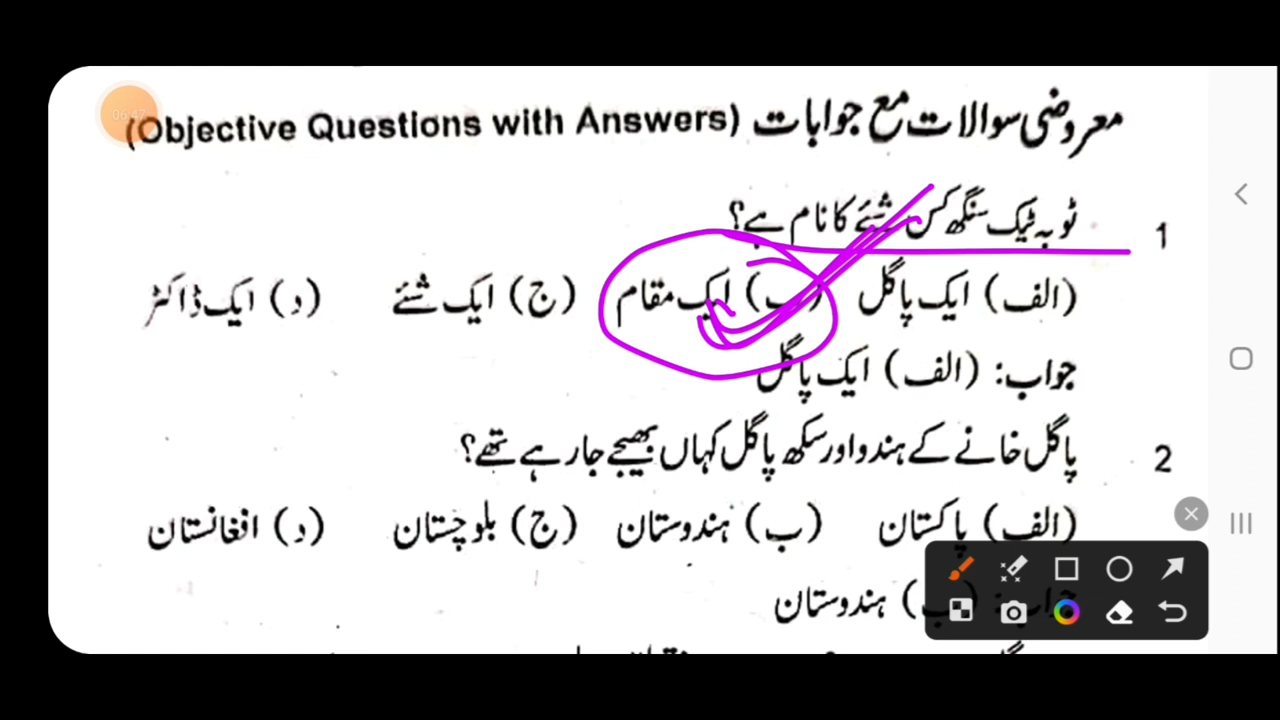 معروضی سوالات مع جوابات (Objective Questions with Answers)
1 ٹوبہ ٹیک سنگھ کس شئے کا نام ہے؟
(الف) ایک پاگل (ب) ایک مقام (ج) ایک شئے (د) ایک ڈاکٹر
جواب: (الف) ایک پاگل
2 پاگل خانے کے ہندو اور سکھ پاگل کہاں بھیجے جا رہے تھے؟
(الف) پاکستان (ب) ہندوستان (ج) بلوچستان (د) افغانستان
جواب: (ب) ہندوستان